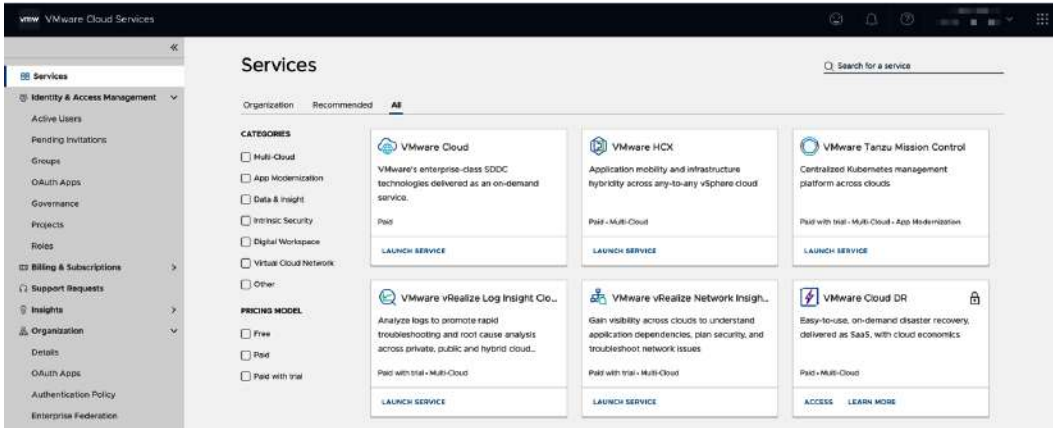 vmw VMware Cloud Services
Services
Identity & Access Management
Active Users
Pending Invitations
Groups
OAuth Apps
Governance
Projects
Roles
Billing & Subscriptions
Support Requests
Insights
Organization
Details
OAuth Apps
Authentication Policy
Enterprise Federation
Services
Search for a service
Organization Recommended All
CATEGORIES
Multi-Cloud
App Modernization
Data & Insight
Intrinsic Security
Digital Workspace
Virtual Cloud Network
Other
PRICING MODEL
Free
Paid
Paid with trial
VMware Cloud
VMware's enterprise-class SDDC
technologies delivered as an on-demand
service.
Paid
LAUNCH SERVICE
VMware HCX
Application mobility and infrastructure
hybridity across any-to-any vSphere cloud
Paid • Multi-Cloud
LAUNCH SERVICE
VMware Tanzu Mission Control
Centralized Kubernetes management
platform across clouds
Paid with trial • Multi-Cloud • App Modernization
LAUNCH SERVICE
VMware vRealize Log Insight Clo...
Analyze logs to promote rapid
troubleshooting and root cause analysis
across private, public and hybrid cloud...
Paid with trial • Multi-Cloud
LAUNCH SERVICE
VMware vRealize Network Insigh...
Gain visibility across clouds to understand
application dependencies, plan security, and
troubleshoot network issues
Paid with trial • Multi-Cloud
LAUNCH SERVICE
VMware Cloud DR
Easy-to-use, on-demand disaster recovery,
delivered as SaaS, with cloud economics
Paid • Multi-Cloud
ACCESS LEARN MORE